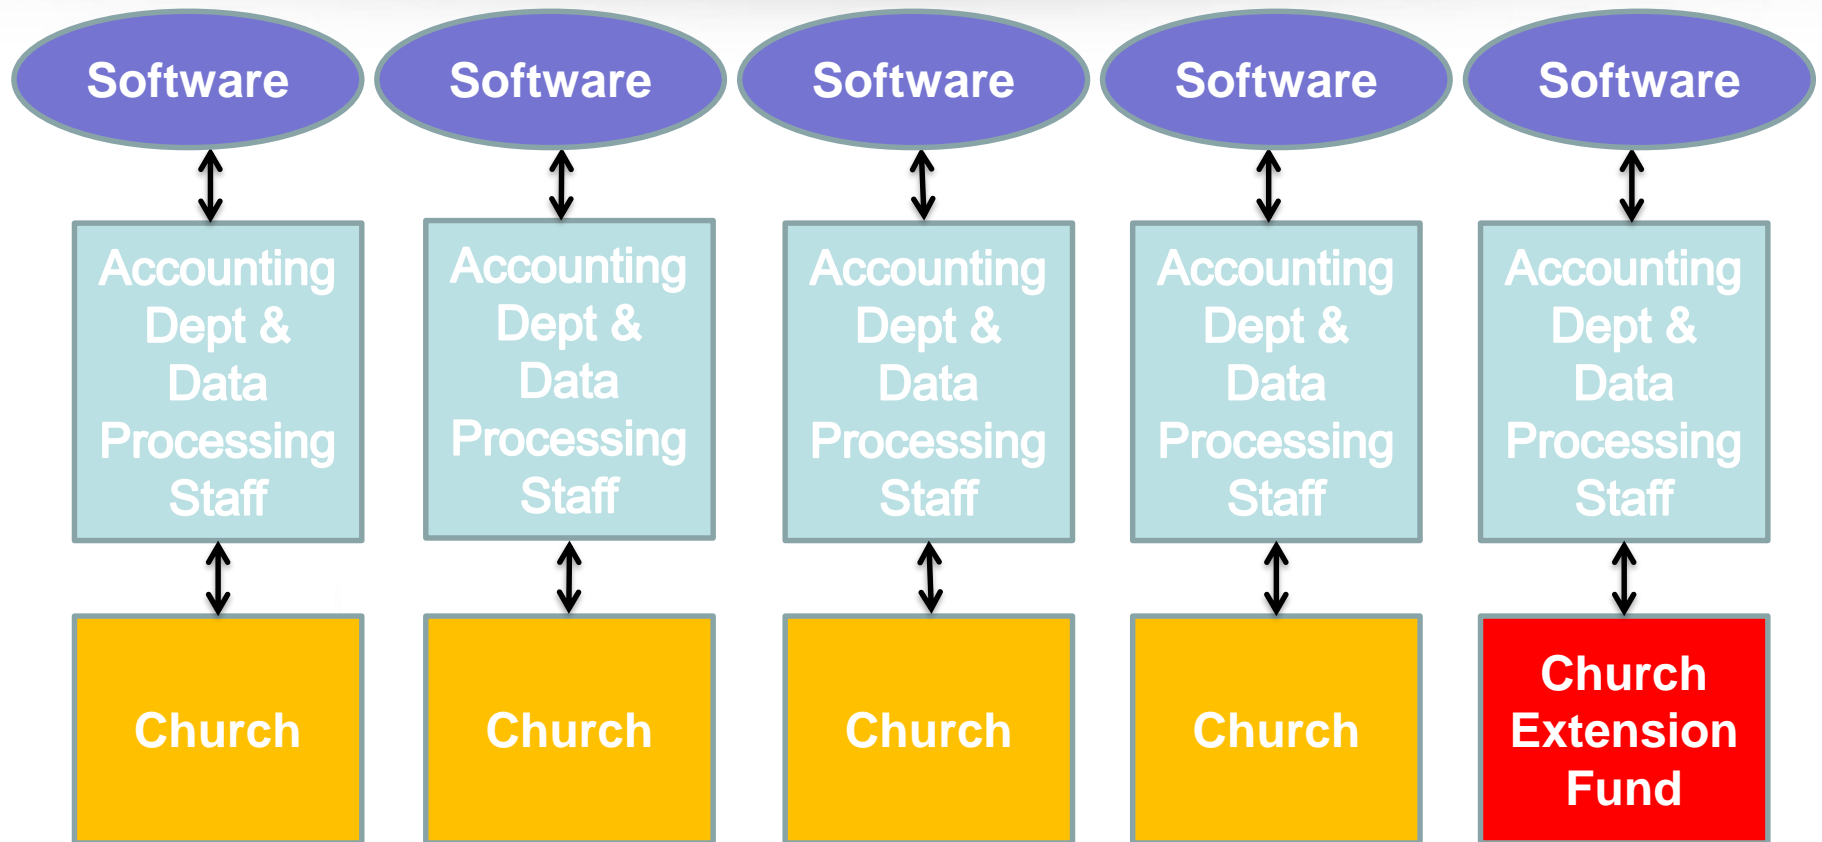 Software
Software
Software
Software
Software
Accounting
Dept &
Data
Processing
Staff
Accounting
Dept &
Data
Processing
Staff
Accounting
Dept &
Data
Processing
Staff
Accounting
Dept &
Data
Processing
Staff
Accounting
Dept &
Data
Processing
Staff
Church
Church
Church
Church
Church
Extension
Fund